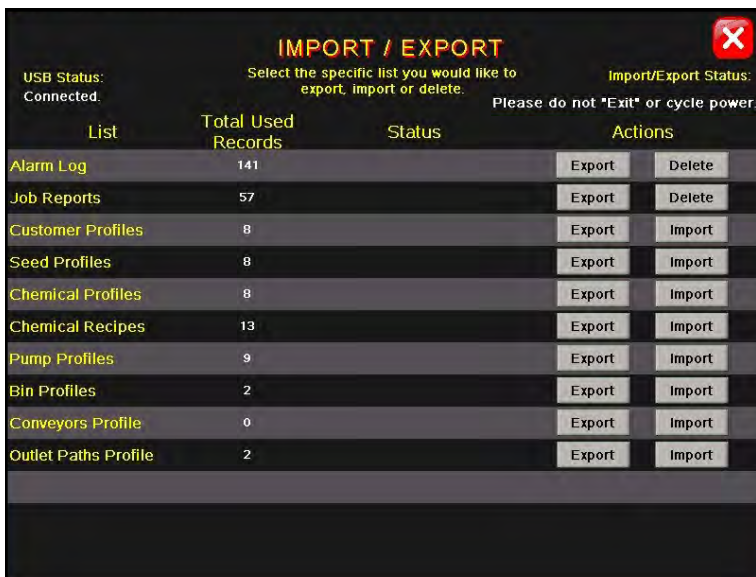 IMPORT / EXPORT
USB Status:
Connected.
Select the specific list you would like to
export, import or delete.
Import/Export Status:
Please do not "Exit" or cycle power.
List Total Used Records Status Actions
Alarm Log 141 Export Delete
Job Reports 57 Export Delete
Customer Profiles 8 Export Import
Seed Profiles 8 Export Import
Chemical Profiles 8 Export Import
Chemical Recipes 13 Export Import
Pump Profiles 9 Export Import
Bin Profiles 2 Export Import
Conveyors Profile 0 Export Import
Outlet Paths Profile 2 Export Import